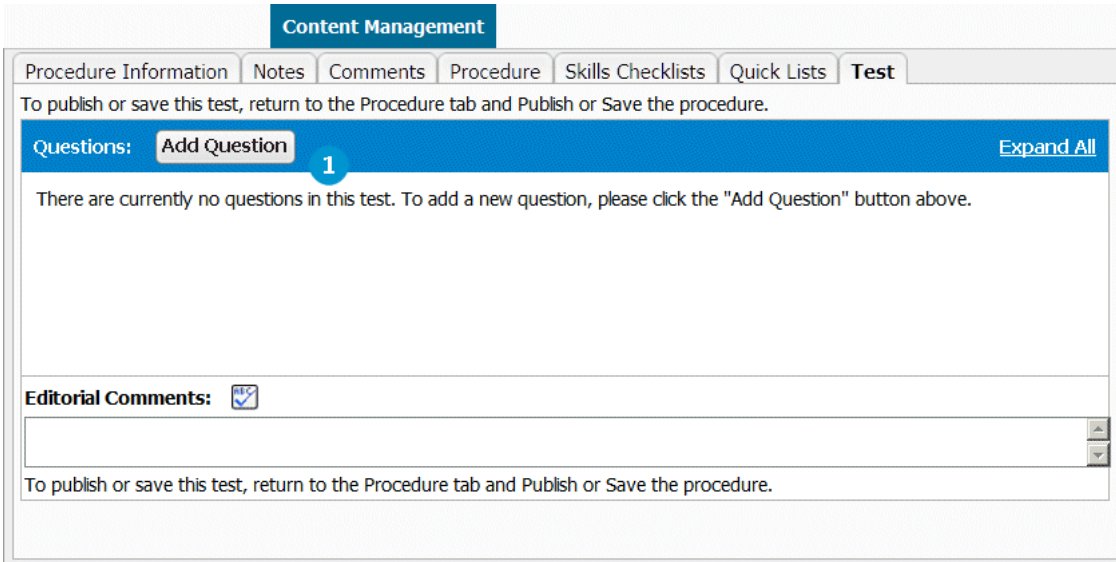 Content Management
Procedure Information Notes Comments Procedure Skills Checklists Quick Lists Test
To publish or save this test, return to the Procedure tab and Publish or Save the procedure.
Questions: Add Question 1 Expand All
There are currently no questions in this test. To add a new question, please click the "Add Question" button above.
Editorial Comments: ABC
To publish or save this test, return to the Procedure tab and Publish or Save the procedure.